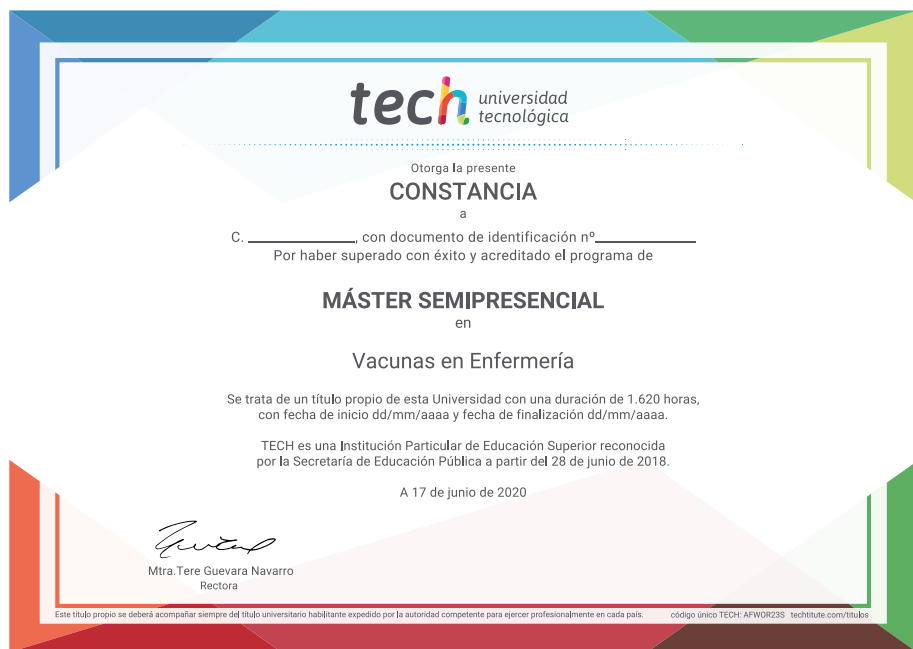 tech universidad
tecnológica
Otorga la presente
CONSTANCIA
a
C. ____________, con documento de identificación nº____________
Por haber superado con éxito y acreditado el programa de
MÁSTER SEMIPRESENCIAL
en
Vacunas en Enfermería
Se trata de un título propio de esta Universidad con una duración de 1.620 horas,
con fecha de inicio dd/mm/aaaa y fecha de finalización dd/mm/aaaa.
TECH es una Institución Particular de Educación Superior reconocida
por la Secretaría de Educación Pública a partir del 28 de junio de 2018.
A 17 de junio de 2020
Mtra.Tere Guevara Navarro
Rectora
Este título propio se deberá acompañar siempre del título universitario habilitante expedido por la autoridad competente para ejercer profesionalmente en cada país. código único TECH: AFWOR23S techtitute.com/titulos